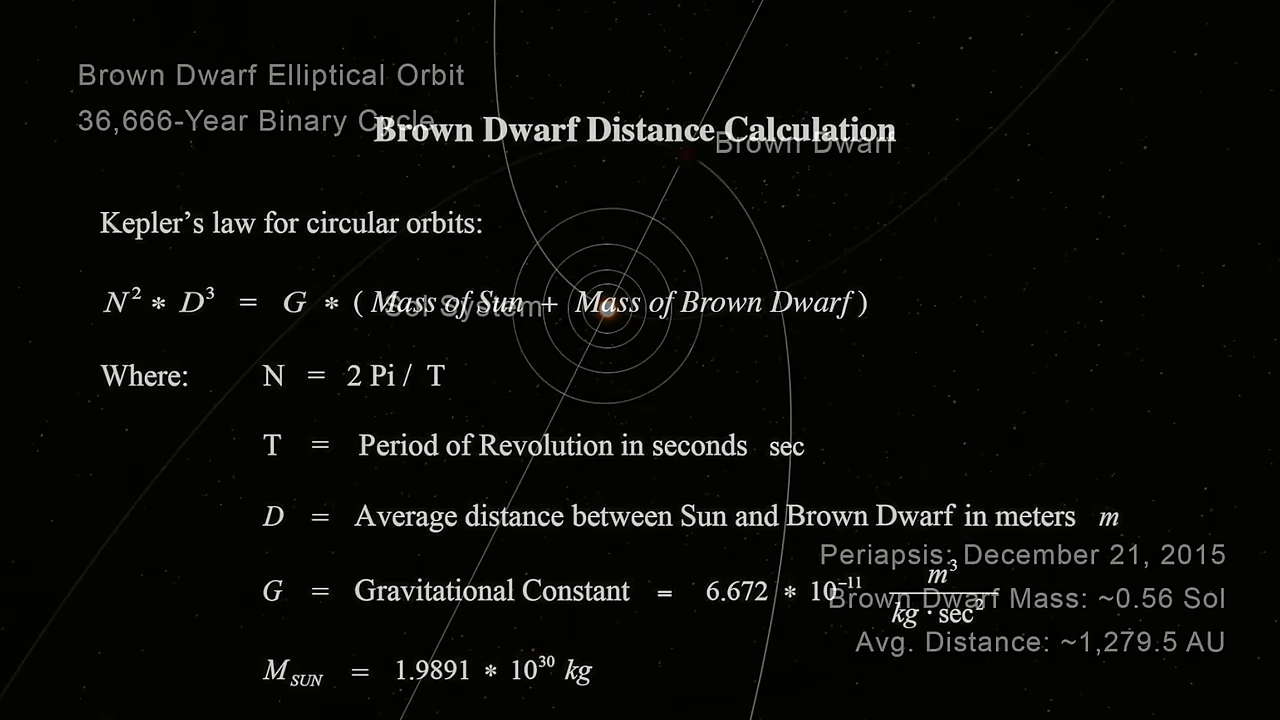 Brown Dwarf Elliptical Orbit
36,666-Year Binary Cycle
Brown Dwarf Distance Calculation
Brown Dwarf
Kepler’s law for circular orbits:
N² * D³ = G * ( Mass of Sun + Mass of Brown Dwarf )
Sol System
Where: N = 2 Pi / T
T = Period of Revolution in seconds sec
D = Average distance between Sun and Brown Dwarf in meters m
Periapsis: December 21, 2015
G = Gravitational Constant = 6.672 * 10⁻¹¹ m³ / kg · sec²
Brown Dwarf Mass: ~0.56 Sol
Avg. Distance: ~1,279.5 AU
M_SUN = 1.9891 * 10³⁰ kg